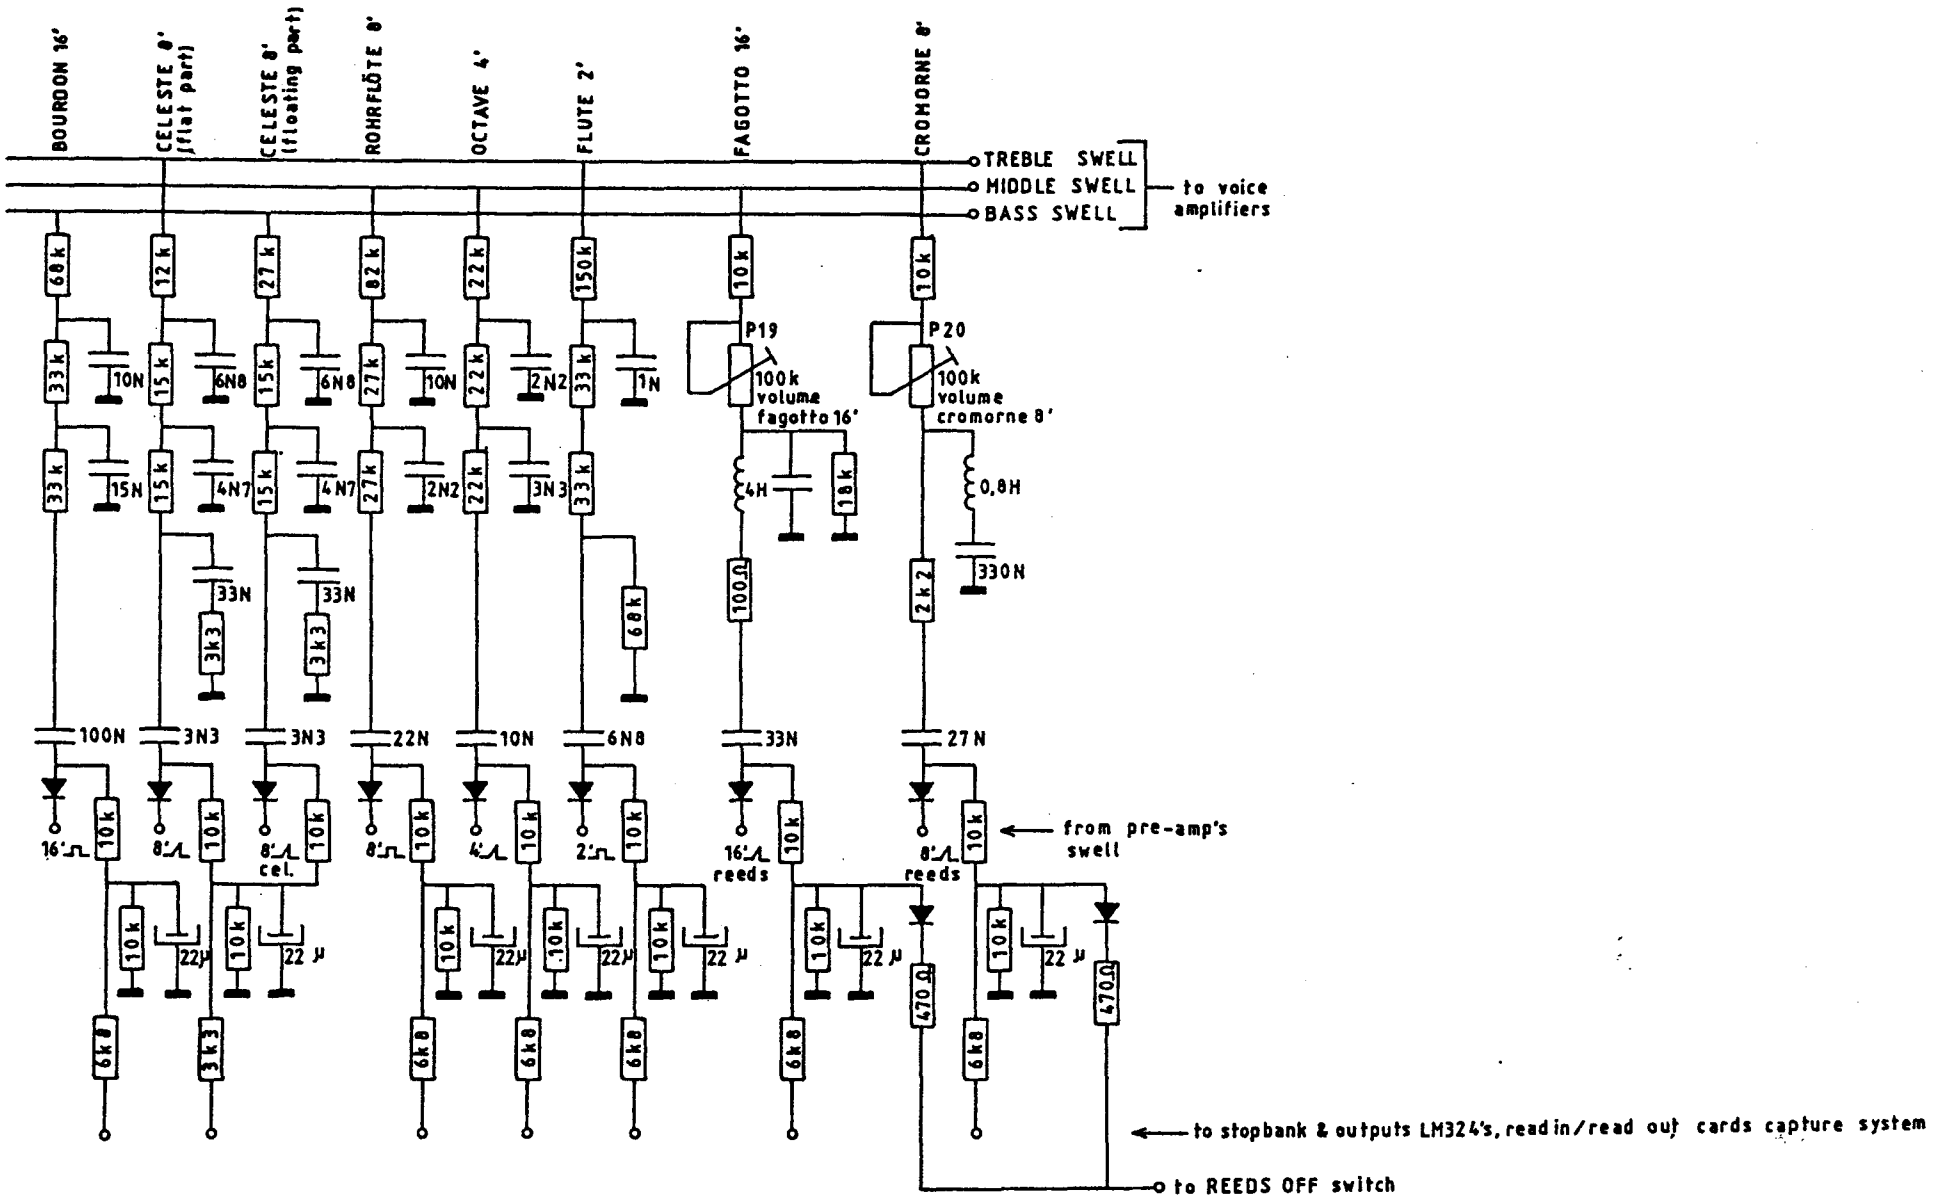 BOURDON 16'
CELESTE 8'
(flat part)
CELESTE 8'
(floating part)
ROHRFLÖTE 8'
OCTAVE 4'
FLUTE 2'
FAGOTTO 16'
CROMORNE 8'
TREBLE SWELL
MIDDLE SWELL
BASS SWELL
to voice
amplifiers
68k
12k
27k
82k
22k
150k
10k
10k
P19
P20
33k
10N
15k
6N8
15k
6N8
27k
10N
22k
2N2
33k
1N
100k
volume
fagotto 16'
100k
volume
cromorne 8'
33k
15N
15k
4N7
15k
4N7
27k
2N2
22k
3N3
33k
4H
18k
0,8H
33N
33N
100Ω
2k2
330N
3k3
3k3
68k
100N
3N3
3N3
22N
10N
6N8
33N
27N
10k
10k
10k
10k
10k
10k
10k
10k
from pre-amp's
swell
16'
8'
8'
cel.
8'
4'
2'
16'
reeds
8'
reeds
10k
22µ
10k
22 µ
10k
22µ
10k
22µ
10k
22 µ
10k
22 µ
470Ω
10k
22 µ
470Ω
6k8
3k3
6k8
6k8
6k8
6k8
6k8
to stopbank & outputs LM324's, read in/read out cards capture system
to REEDS OFF switch